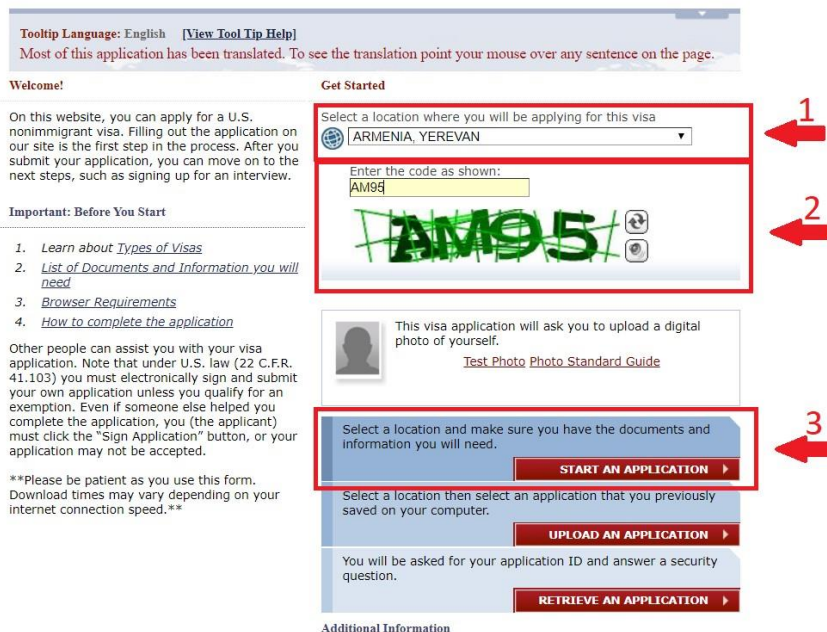 Tooltip Language: English [View Tool Tip Help]
Most of this application has been translated. To see the translation point your mouse over any sentence on the page.
Welcome!
On this website, you can apply for a U.S.
nonimmigrant visa. Filling out the application on
our site is the first step in the process. After you
submit your application, you can move on to the
next steps, such as signing up for an interview.
Important: Before You Start
1. Learn about Types of Visas
2. List of Documents and Information you will
need
3. Browser Requirements
4. How to complete the application
Other people can assist you with your visa
application. Note that under U.S. law (22 C.F.R.
41.103) you must electronically sign and submit
your own application unless you qualify for an
exemption. Even if someone else helped you
complete the application, you (the applicant)
must click the “Sign Application” button, or your
application may not be accepted.
**Please be patient as you use this form.
Download times may vary depending on your
internet connection speed.**
Get Started
Select a location where you will be applying for this visa
ARMENIA, YEREVAN
1
Enter the code as shown:
AM95
AM95
2
This visa application will ask you to upload a digital
photo of yourself.
Test Photo Photo Standard Guide
Select a location and make sure you have the documents and
information you will need.
START AN APPLICATION
3
Select a location then select an application that you previously
saved on your computer.
UPLOAD AN APPLICATION
You will be asked for your application ID and answer a security
question.
RETRIEVE AN APPLICATION
Additional Information